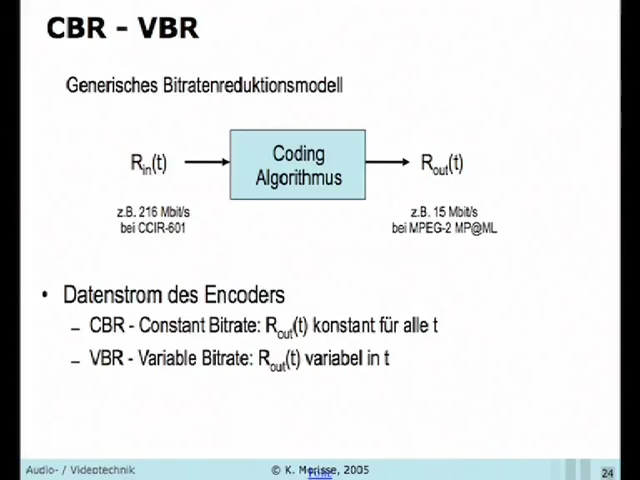 CBR - VBR
Generisches Bitratenreduktionsmodell
R_in(t)
Coding
Algorithmus
R_out(t)
z.B. 216 Mbit/s
bei CCIR-601
z.B. 15 Mbit/s
bei MPEG-2 MP@ML
• Datenstrom des Encoders
– CBR - Constant Bitrate: R_out(t) konstant für alle t
– VBR - Variable Bitrate: R_out(t) variabel in t
Audio- / Videotechnik
© K. Morisse, 2005
24